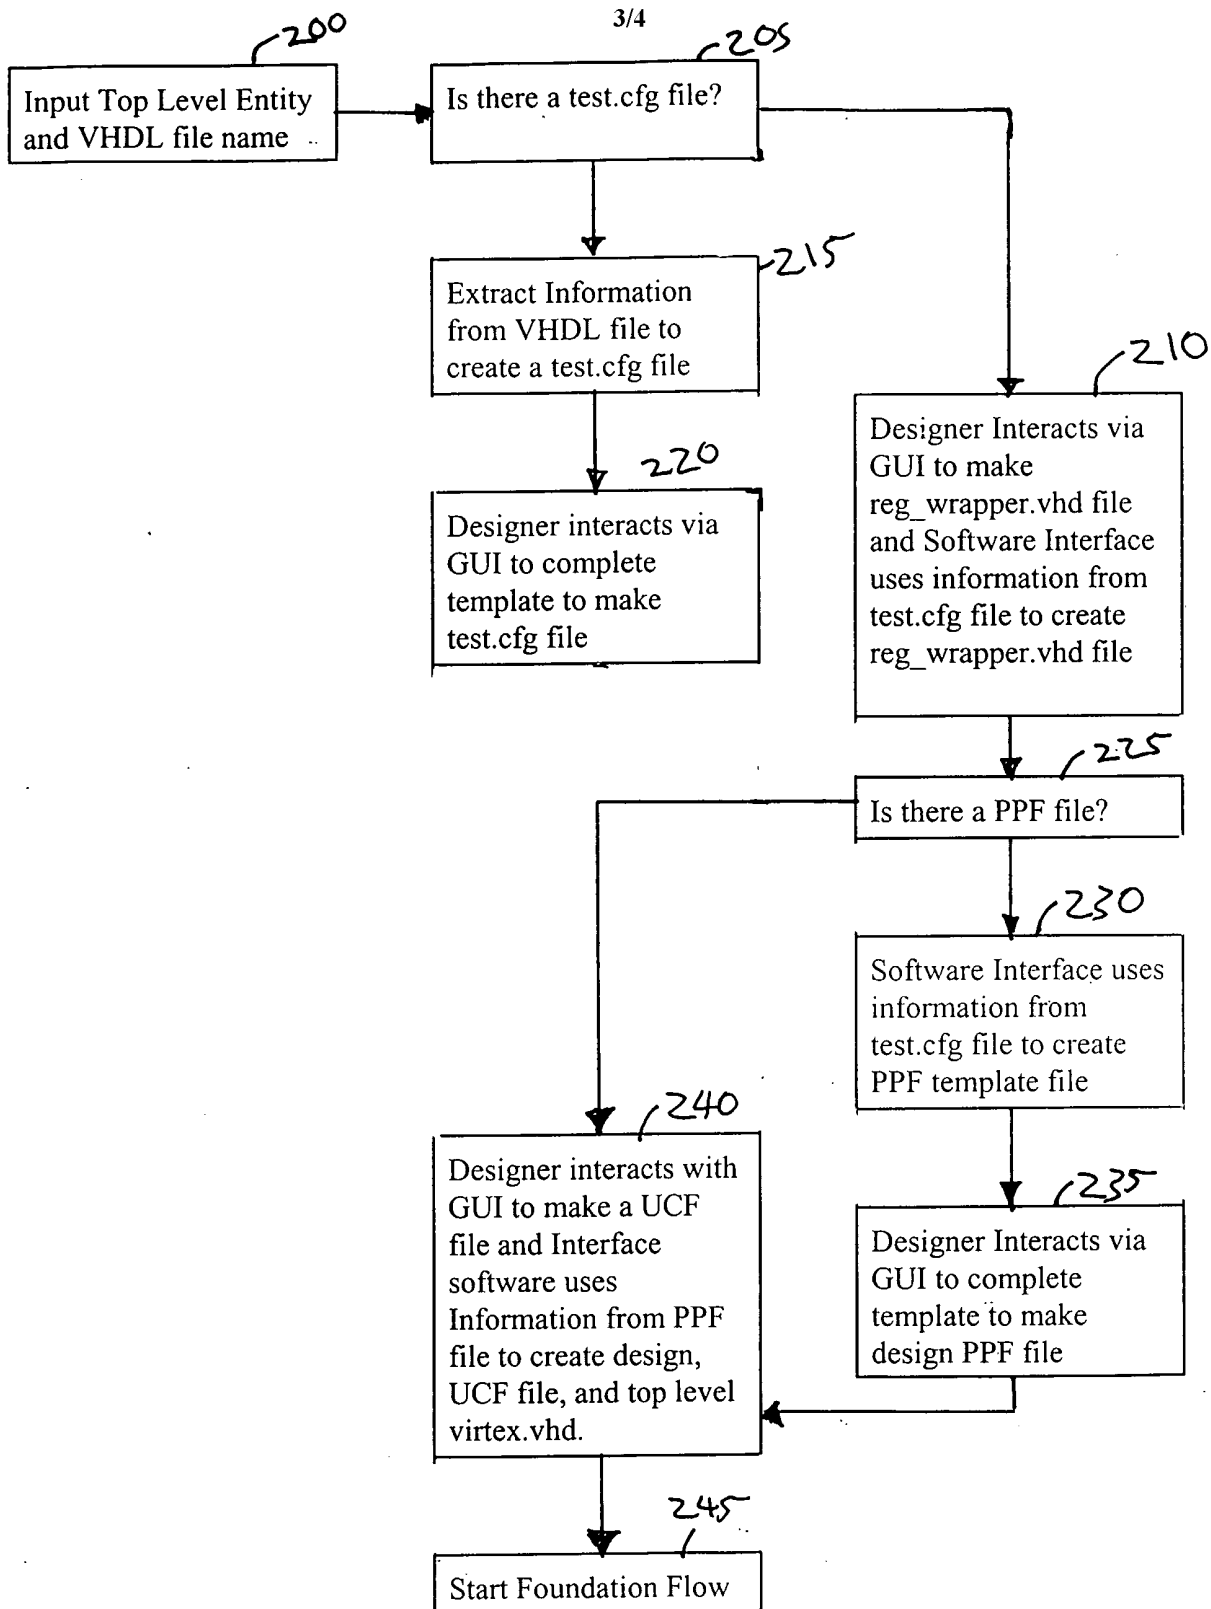 3/4
200
205
Input Top Level Entity
and VHDL file name
Is there a test.cfg file?
215
Extract Information
from VHDL file to
create a test.cfg file
210
Designer Interacts via
GUI to make
reg_wrapper.vhd file
and Software Interface
uses information from
test.cfg file to create
reg_wrapper.vhd file
220
Designer interacts via
GUI to complete
template to make
test.cfg file
225
Is there a PPF file?
230
Software Interface uses
information from
test.cfg file to create
PPF template file
240
Designer interacts with
GUI to make a UCF
file and Interface
software uses
Information from PPF
file to create design,
UCF file, and top level
virtex.vhd.
235
Designer Interacts via
GUI to complete
template to make
design PPF file
245
Start Foundation Flow